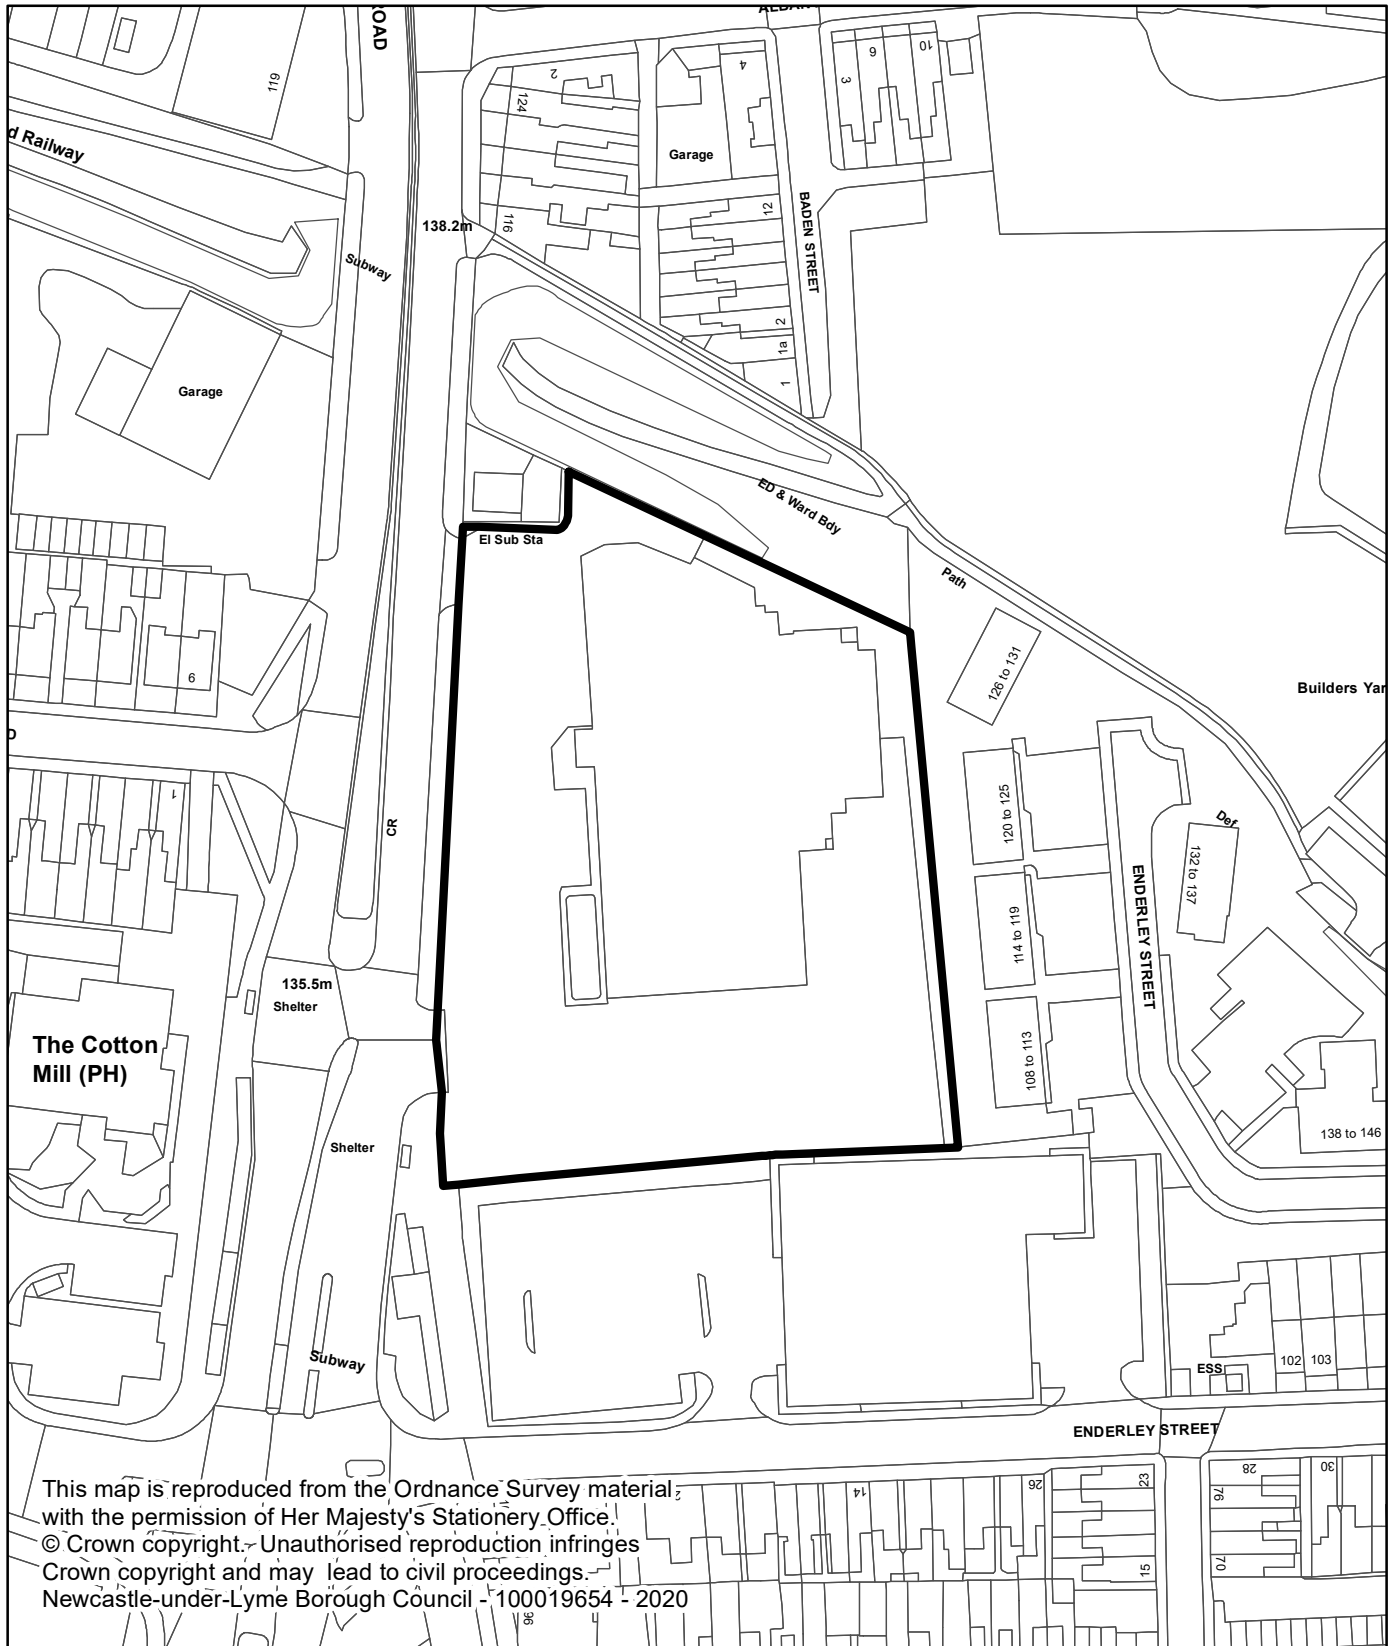 ROAD
119
d Railway
2
124
4
Garage
3
6
10
BADEN STREET
12
116
138.2m
Subway
2
1a
1
Garage
ED & Ward Bdy
El Sub Sta
Path
126 to 131
Builders Yar
9
1
CR
120 to 125
Def
132 to 137
ENDERLEY STREET
114 to 119
135.5m
Shelter
The Cotton
Mill (PH)
108 to 113
138 to 146
Shelter
Subway
ESS
102
103
ENDERLEY STREET
14
26
23
28
30
76
70
15
This map is reproduced from the Ordnance Survey material
with the permission of Her Majesty's Stationery Office.
© Crown copyright. Unauthorised reproduction infringes
Crown copyright and may lead to civil proceedings.
Newcastle-under-Lyme Borough Council - 100019654 - 2020